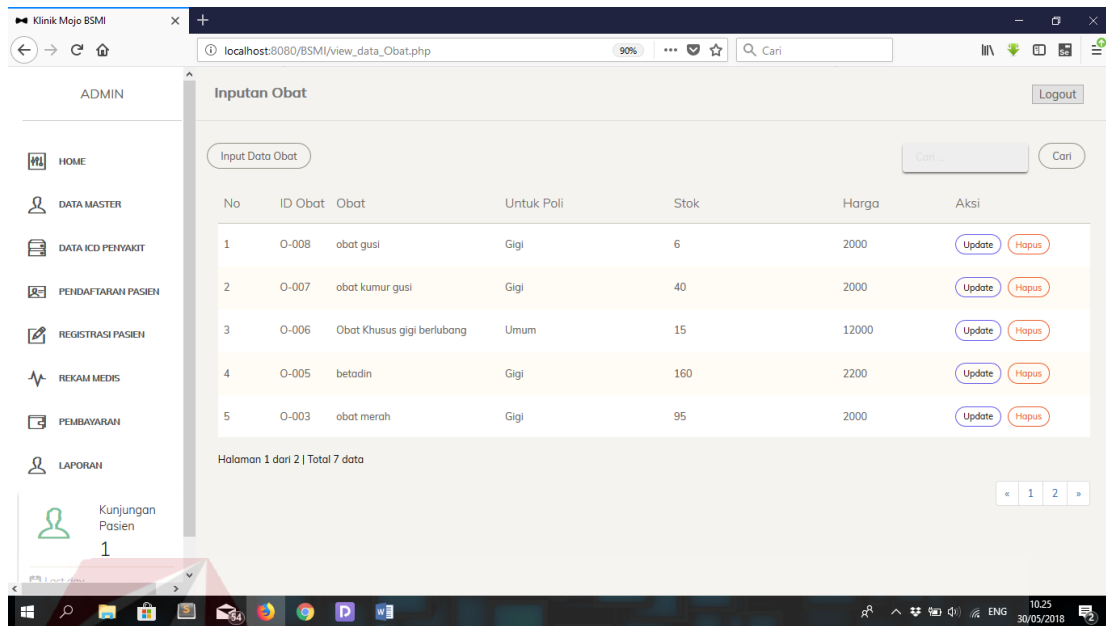 Klinik Mojo BSMI
localhost:8080/BSMI/view_data_Obat.php
90%
Cari
ADMIN
HOME
DATA MASTER
DATA ICD PENYAKIT
PENDAFTARAN PASIEN
REGISTRASI PASIEN
REKAM MEDIS
PEMBAYARAN
LAPORAN
Kunjungan
Pasien
1
Last day
Inputan Obat Logout
Input Data Obat Cari... Cari
No ID Obat Obat Untuk Poli Stok Harga Aksi
1 O-008 obat gusi Gigi 6 2000 Update Hapus
2 O-007 obat kumur gusi Gigi 40 2000 Update Hapus
3 O-006 Obat Khusus gigi berlubang Umum 15 12000 Update Hapus
4 O-005 betadin Gigi 160 2200 Update Hapus
5 O-003 obat merah Gigi 95 2000 Update Hapus
Halaman 1 dari 2 | Total 7 data
« 1 2 »
54
ENG
10.25
30/05/2018
2